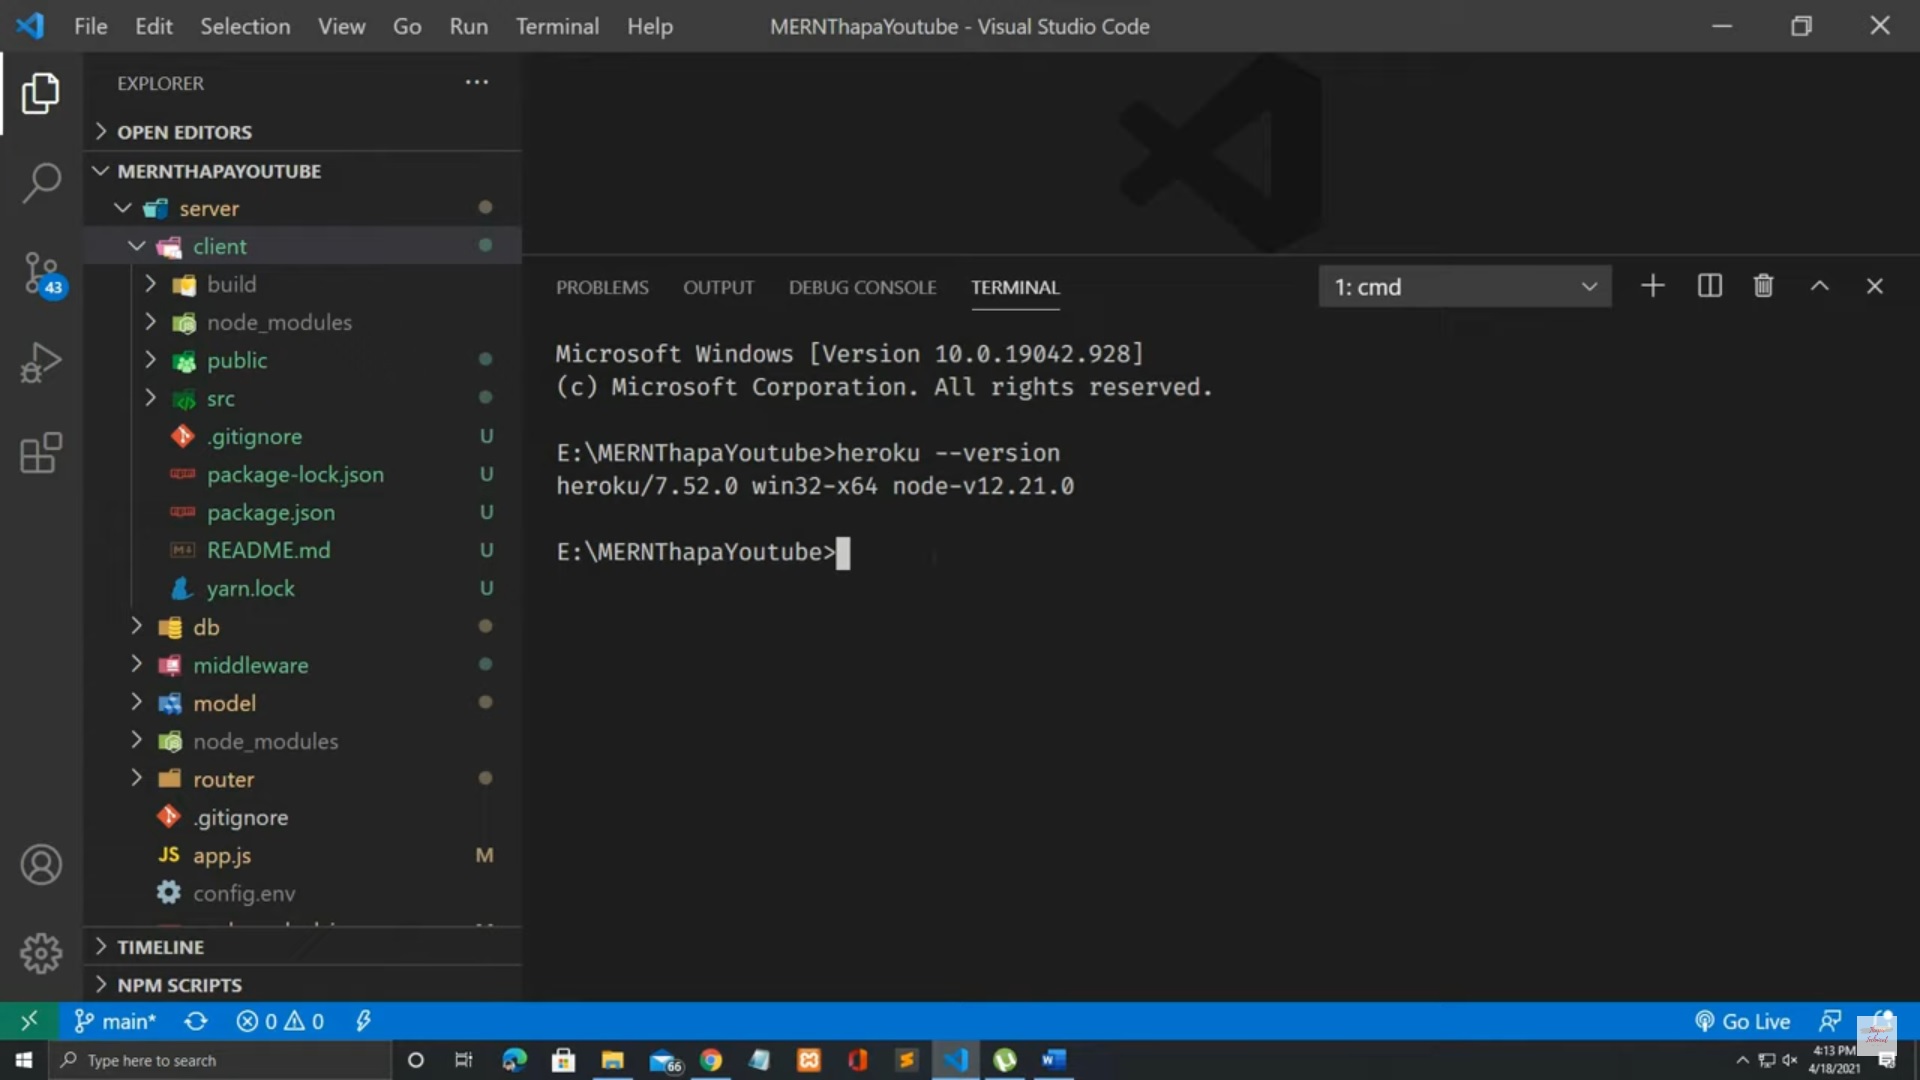 File Edit Selection View Go Run Terminal Help
MERNThapaYoutube - Visual Studio Code
EXPLORER
OPEN EDITORS
MERNTHAPAYOUTUBE
server
client
build
node_modules
public
src
.gitignore U
package-lock.json U
package.json U
README.md U
yarn.lock U
db
middleware
model
node_modules
router
.gitignore
JS app.js M
config.env
TIMELINE
NPM SCRIPTS
43
PROBLEMS OUTPUT DEBUG CONSOLE TERMINAL
1: cmd
Microsoft Windows [Version 10.0.19042.928]
(c) Microsoft Corporation. All rights reserved.
E:\MERNThapaYoutube>heroku --version
heroku/7.52.0 win32-x64 node-v12.21.0
E:\MERNThapaYoutube>
main* 0 0
Go Live
Type here to search
66
4:13 PM
4/18/2021